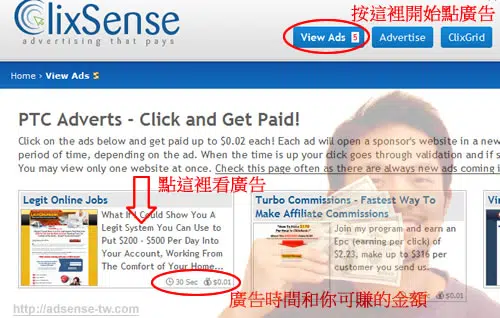 ClixSense
advertising that pays
按這裡開始點廣告
View Ads 5
Advertise
ClixGrid
Home › View Ads 5
PTC Adverts - Click and Get Paid!
Click on the ads below and get paid up to $0.02 each! Each ad will open a sponsor's website in a new
period of time, depending on the ad. When the time is up your click goes through validation and if s
You may view only one website at once. Check this page often as there are always new ads coming i
點這裡看廣告
Legit Online Jobs
What If I Could Show You A
Legit System You Can Use to
Put $200 - $500 Per Day Into
Your Account, Working From
The Comfort of Your Home...
30 Sec $0.01
Turbo Commissions - Fastest Way To
Make Affiliate Commissions
Join my program and earn an
Epc (earning per click) of
$2.23, make up to $316 per
customer you send us.
$0.01
廣告時間和你可賺的金額
http://adsense-tw.com